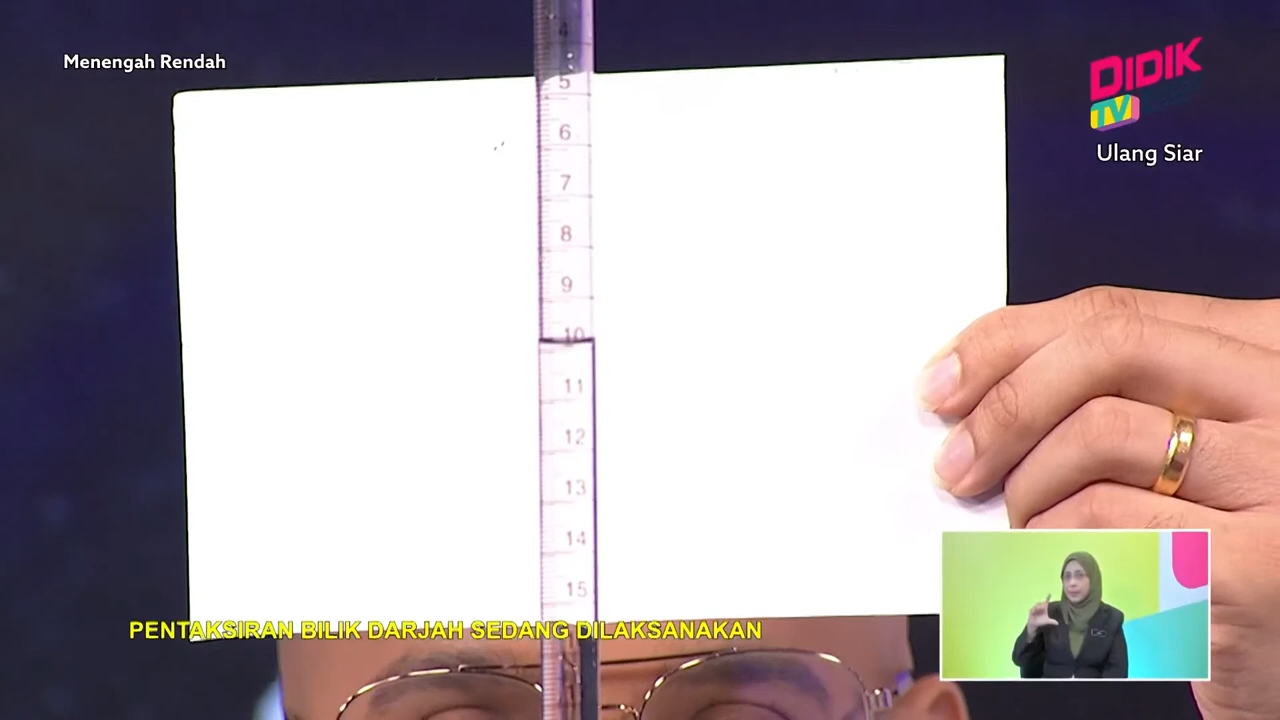 Menengah Rendah
DIDIK
TV
Ulang Siar
4
5
6
7
8
9
10
11
12
13
14
15
PENTAKSIRAN BILIK DARJAH SEDANG DILAKSANAKAN